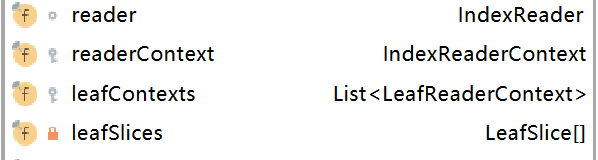 reader IndexReader
readerContext IndexReaderContext
leafContexts List<LeafReaderContext>
leafSlices LeafSlice[]